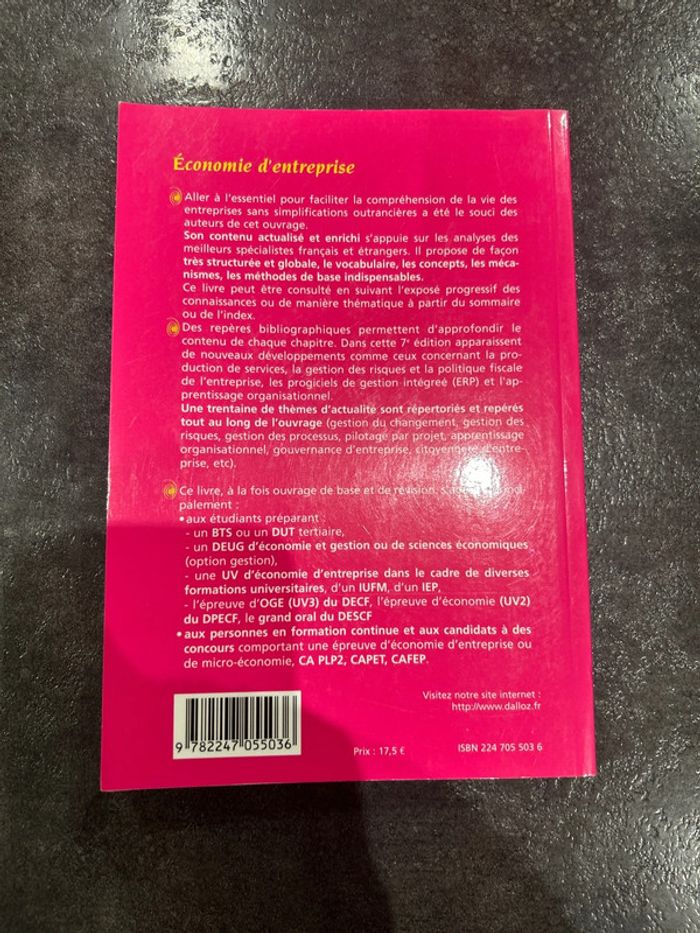 Économie d'entreprise
Aller à l'essentiel pour faciliter la compréhension de la vie des
entreprises sans simplifications outrancières a été le souci des
auteurs de cet ouvrage.
Son contenu actualisé et enrichi s'appuie sur les analyses des
meilleurs spécialistes français et étrangers. Il propose de façon
très structurée et globale, le vocabulaire, les concepts, les méca-
nismes, les méthodes de base indispensables.
Ce livre peut être consulté en suivant l'exposé progressif des
connaissances ou de manière thématique à partir du sommaire
ou de l'index.
Des repères bibliographiques permettent d'approfondir le
contenu de chaque chapitre. Dans cette 7e édition apparaissent
de nouveaux développements comme ceux concernant la pro-
duction de services, la gestion des risques et la politique fiscale
de l'entreprise, les progiciels de gestion intégreé (ERP) et l'ap-
prentissage organisationnel.
Une trentaine de thèmes d'actualité sont répertoriés et repérés
tout au long de l'ouvrage (gestion du changement, gestion des
risques, gestion des processus, pilotage par projet, apprentissage
organisationnel, gouvernance d'entreprise, citoyenneté d'entre-
prise, etc).
Ce livre, à la fois ouvrage de base et de révision,
palement :
• aux étudiants préparant :
- un BTS ou un DUT tertiaire,
- un DEUG d'économie et gestion ou de sciences économiques
(option gestion),
- une UV d'économie d'entreprise dans le cadre de diverses
formations universitaires, d'un IUFM, d'un IEP,
- l'épreuve d'OGE (UV3) du DECF, l'épreuve d'économie (UV2)
du DPECF, le grand oral du DESCF
• aux personnes en formation continue et aux candidats à des
concours comportant une épreuve d'économie d'entreprise ou
de micro-économie, CA PLP2, CAPET, CAFEP.
Visitez notre site internet :
http://www.dalloz.fr
9 782247 055036
Prix : 17,5 €
ISBN 224 705 503 6